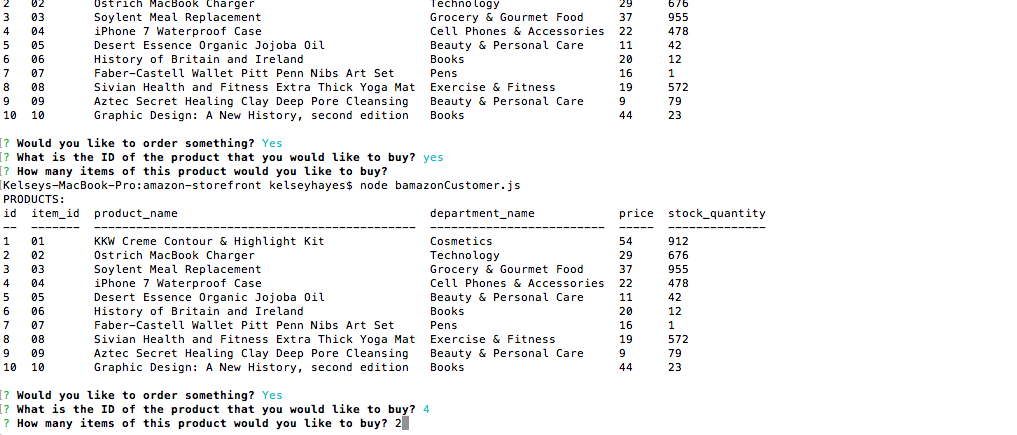 2  02      Ostrich MacBook Charger                         Technology                29     676
3  03      Soylent Meal Replacement                        Grocery & Gourmet Food    37     955
4  04      iPhone 7 Waterproof Case                        Cell Phones & Accessories 22     478
5  05      Desert Essence Organic Jojoba Oil               Beauty & Personal Care    11     42
6  06      History of Britain and Ireland                  Books                     20     12
7  07      Faber-Castell Wallet Pitt Penn Nibs Art Set     Pens                      16     1
8  08      Sivian Health and Fitness Extra Thick Yoga Mat  Exercise & Fitness        19     572
9  09      Aztec Secret Healing Clay Deep Pore Cleansing   Beauty & Personal Care    9      79
10 10      Graphic Design: A New History, second edition   Books                     44     23
[? Would you like to order something? Yes
[? What is the ID of the product that you would like to buy? yes
[? How many items of this product would you like to buy?
[Kelseys-MacBook-Pro:amazon-storefront kelseyhayes$ node bamazonCustomer.js
PRODUCTS:
id item_id product_name                                    department_name           price  stock_quantity
-- ------- ----------------------------------------------  ------------------------- -----  --------------
1  01      KKW Creme Contour & Highlight Kit               Cosmetics                 54     912
2  02      Ostrich MacBook Charger                         Technology                29     676
3  03      Soylent Meal Replacement                        Grocery & Gourmet Food    37     955
4  04      iPhone 7 Waterproof Case                        Cell Phones & Accessories 22     478
5  05      Desert Essence Organic Jojoba Oil               Beauty & Personal Care    11     42
6  06      History of Britain and Ireland                  Books                     20     12
7  07      Faber-Castell Wallet Pitt Penn Nibs Art Set     Pens                      16     1
8  08      Sivian Health and Fitness Extra Thick Yoga Mat  Exercise & Fitness        19     572
9  09      Aztec Secret Healing Clay Deep Pore Cleansing   Beauty & Personal Care    9      79
10 10      Graphic Design: A New History, second edition   Books                     44     23
[? Would you like to order something? Yes
[? What is the ID of the product that you would like to buy? 4
? How many items of this product would you like to buy? 2